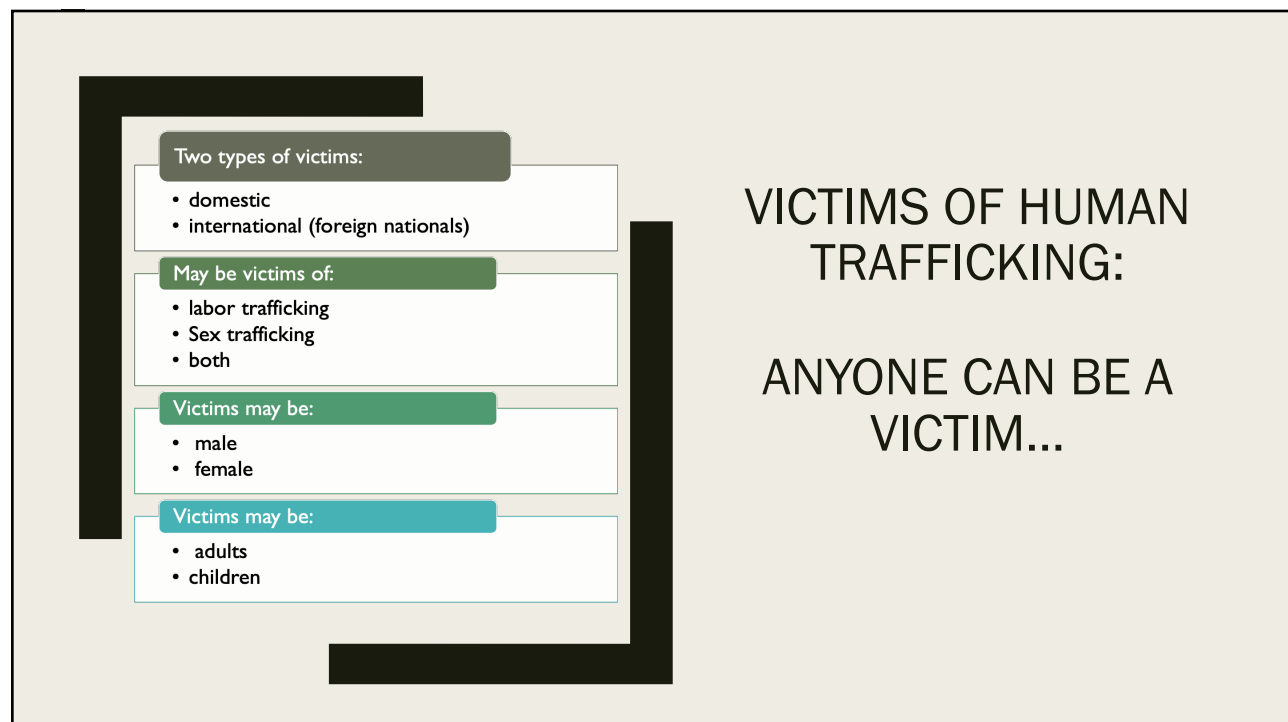 Two types of victims:
• domestic
• international (foreign nationals)
May be victims of:
• labor trafficking
• Sex trafficking
• both
Victims may be:
• male
• female
Victims may be:
• adults
• children
VICTIMS OF HUMAN
TRAFFICKING:
ANYONE CAN BE A
VICTIM...